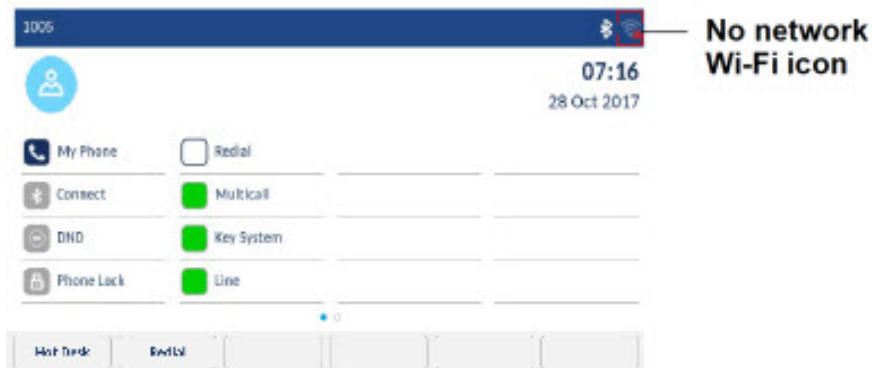 1005
No network
Wi-Fi icon
07:16
28 Oct 2017
My Phone Redial
Connect Multicall
DND Key System
Phone Lock Line
Hot Desk Redial